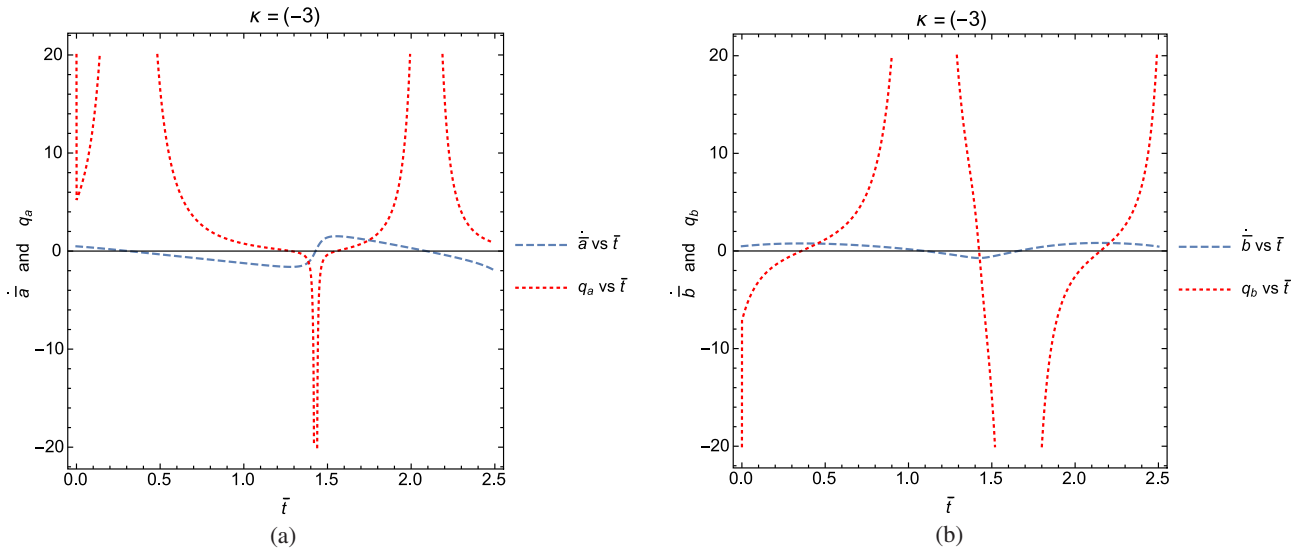 κ = (−3)
20
10
0
−10
−20
0.0 0.5 1.0 1.5 2.0 2.5
ǡ and q_a
t̄
ǡ vs t̄
q_a vs t̄
(a)
κ = (−3)
20
10
0
−10
−20
0.0 0.5 1.0 1.5 2.0 2.5
ḃ̄ and q_b
t̄
ḃ̄ vs t̄
q_b vs t̄
(b)